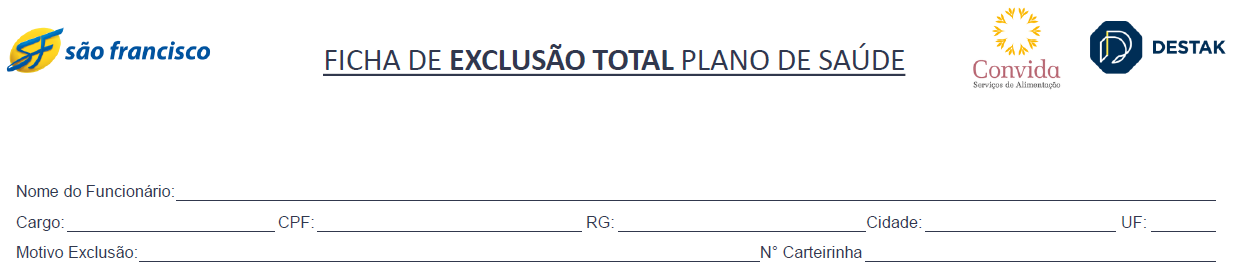 SF são francisco
FICHA DE EXCLUSÃO TOTAL PLANO DE SAÚDE
Convida
Serviços de Alimentação
DESTAK
Nome do Funcionário:
Cargo: CPF: RG: Cidade: UF:
Motivo Exclusão: N° Carteirinha